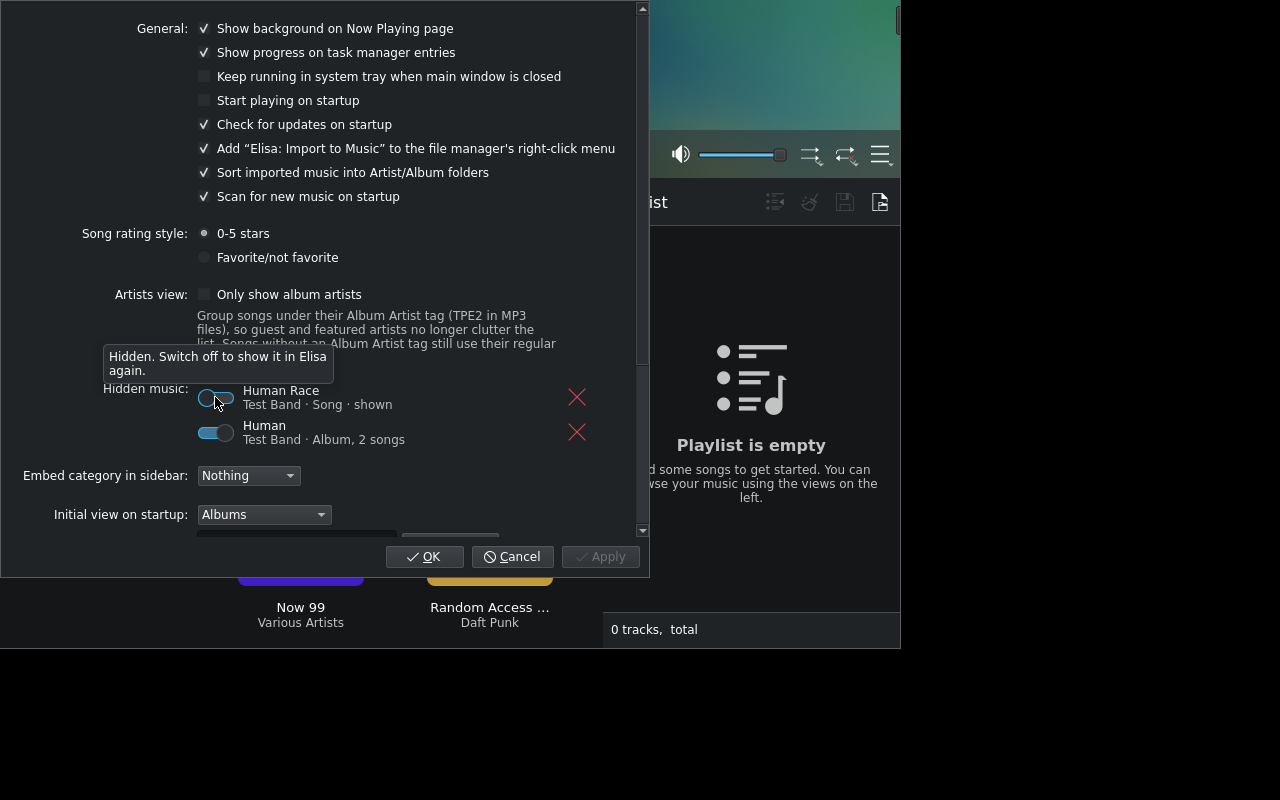 General:
Show background on Now Playing page
Show progress on task manager entries
Keep running in system tray when main window is closed
Start playing on startup
Check for updates on startup
Add “Elisa: Import to Music” to the file manager's right-click menu
Sort imported music into Artist/Album folders
Scan for new music on startup
Song rating style:
0-5 stars
Favorite/not favorite
Artists view:
Only show album artists
Group songs under their Album Artist tag (TPE2 in MP3
files), so guest and featured artists no longer clutter the
list. Songs without an Album Artist tag still use their regular
Hidden. Switch off to show it in Elisa
again.
Hidden music:
Human Race
Test Band · Song · shown
Human
Test Band · Album, 2 songs
Embed category in sidebar:
Nothing
Initial view on startup:
Albums
OK
Cancel
Apply
Now 99
Various Artists
Random Access ...
Daft Punk
ist
Playlist is empty
some songs to get started. You can
your music using the views on the
left.
0 tracks, total